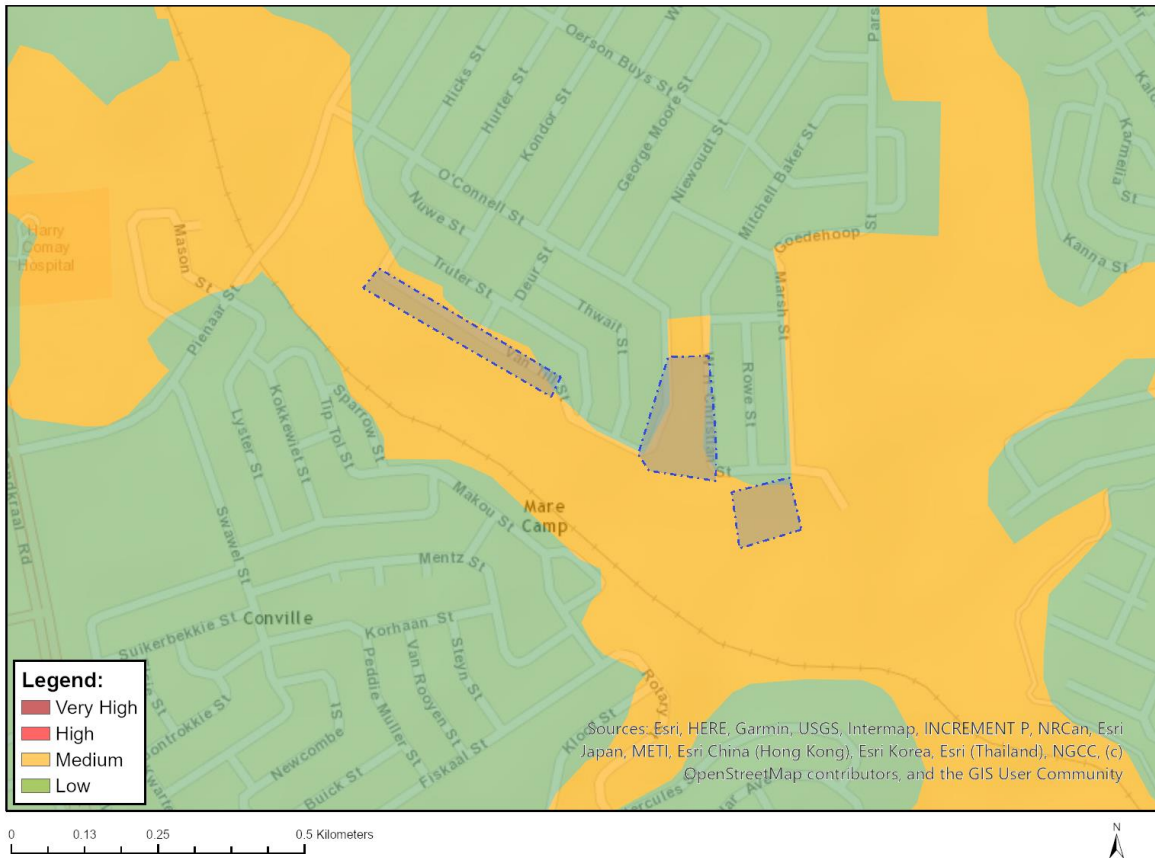 Hicks St
Hurter St
Kondor St
Oerson Buys St
George Moore St
Niewoudt St
Mitchell Baker St
Pars
Karmelia
St
Kanna St
O'Connell St
Nuwe St
Truter St
Deur St
Thwait St
Goedehoop St
Marsh St
Rowe St
St
Harry
Comay
Hospital
Mason St
Pienaar St
Lyster St
Kokkewiet St
Tip Tol St
Sparrow St
Makou St
Mare
Camp
Swawel St
Mentz St
Conville
Suikerbekkie St
Korhaan St
Steyn St
Van Rooyen St
Peddie Muller St
Newcombe St
Buick St
Fiskaal St
Rotary
Legend:
Very High
High
Medium
Low
Sources: Esri, HERE, Garmin, USGS, Intermap, INCREMENT P, NRCan, Esri
Japan, METI, Esri China (Hong Kong), Esri Korea, Esri (Thailand), NGCC, (c)
OpenStreetMap contributors, and the GIS User Community
0 0.13 0.25 0.5 Kilometers
N